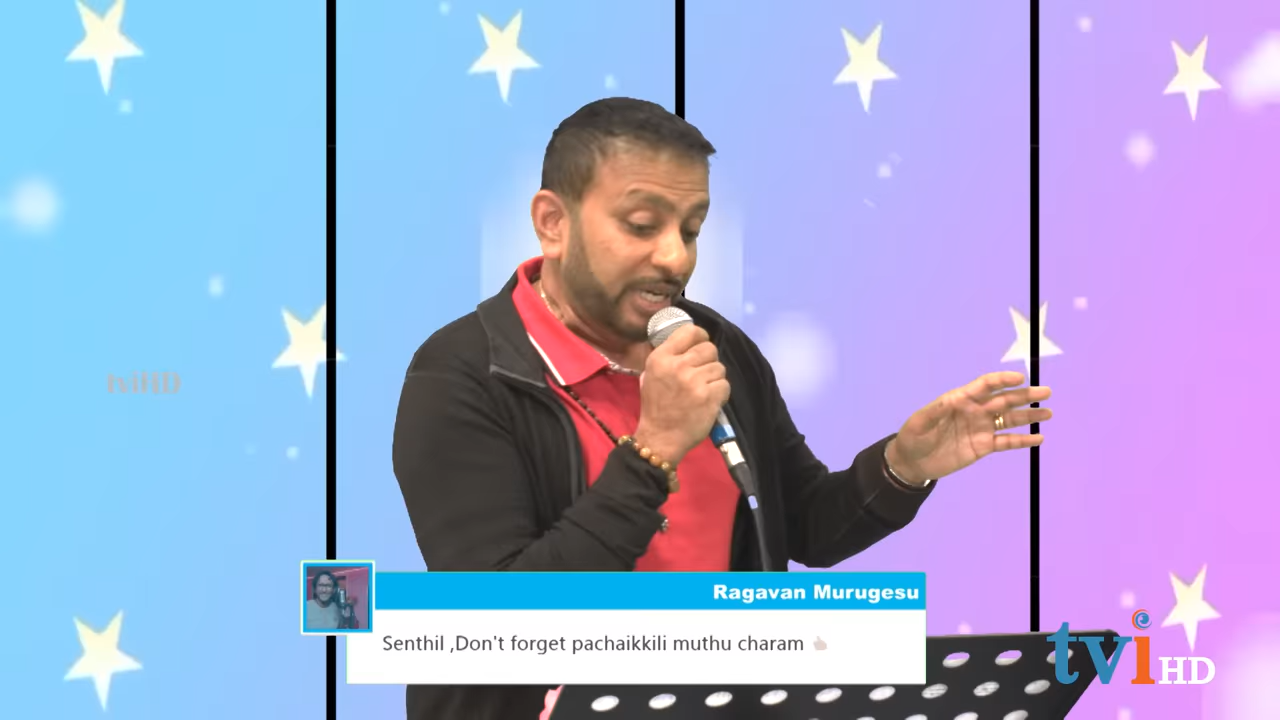 tviHD
Ragavan Murugesu
Senthil ,Don't forget pachaikkili muthu charam 👍🏻
tvi HD